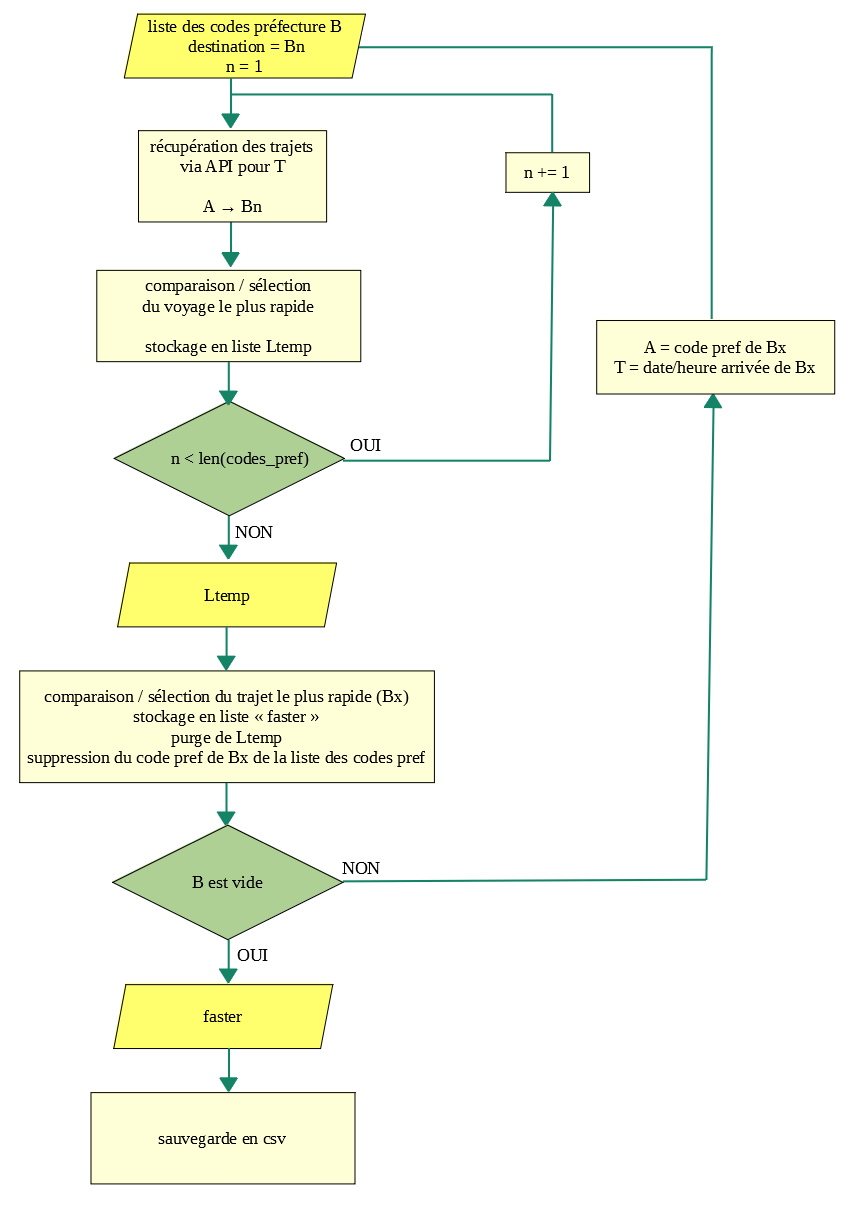 liste des codes préfecture B
destination = Bn
n = 1
récupération des trajets
via API pour T
A → Bn
n += 1
comparaison / sélection
du voyage le plus rapide
stockage en liste Ltemp
A = code pref de Bx
T = date/heure arrivée de Bx
n < len(codes_pref)
OUI
NON
Ltemp
comparaison / sélection du trajet le plus rapide (Bx)
stockage en liste « faster »
purge de Ltemp
suppression du code pref de Bx de la liste des codes pref
B est vide
NON
OUI
faster
sauvegarde en csv